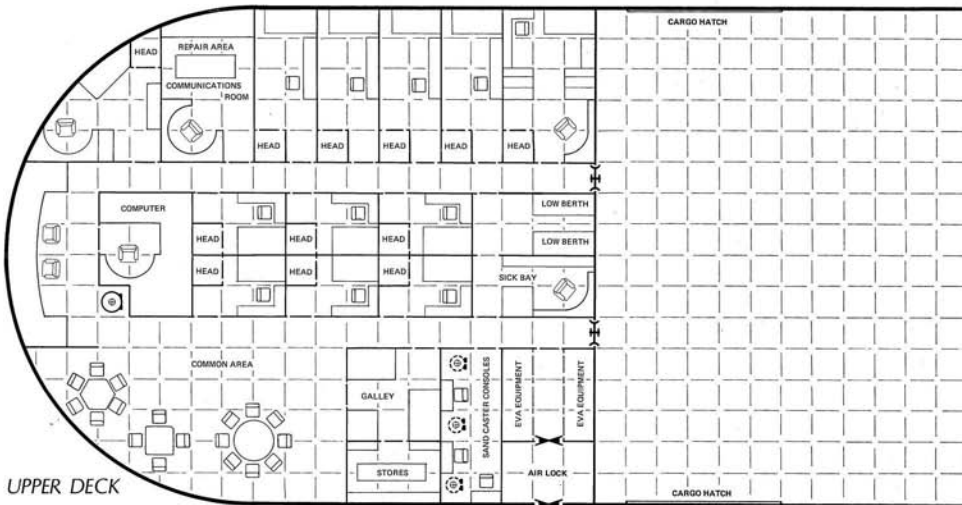 CARGO HATCH
HEAD
REPAIR AREA
COMMUNICATIONS
ROOM
HEAD
HEAD
HEAD
HEAD
HEAD
COMPUTER
LOW BERTH
HEAD
HEAD
HEAD
LOW BERTH
HEAD
HEAD
HEAD
SICK BAY
COMMON AREA
GALLEY
SAND CASTER CONSOLES
EVA EQUIPMENT
EVA EQUIPMENT
STORES
AIR LOCK
UPPER DECK
CARGO HATCH